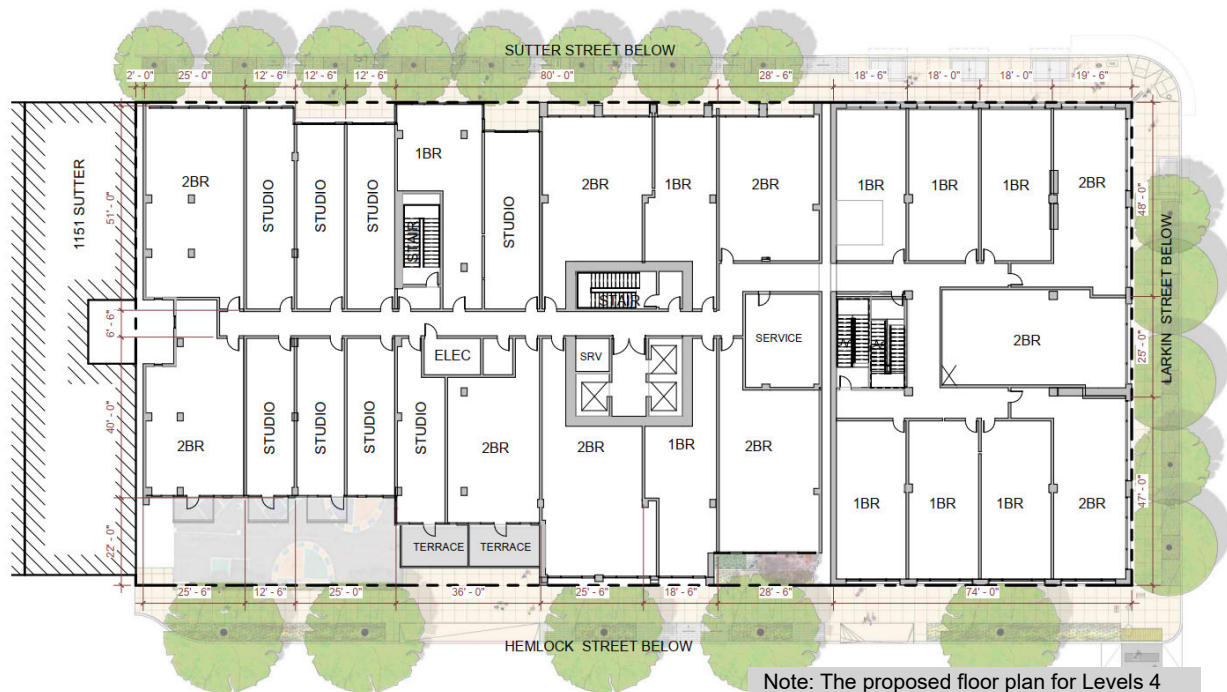 SUTTER STREET BELOW
2' - 0" 25' - 0" 12' - 6" 12' - 6" 12' - 6" 80' - 0" 28' - 6" 18' - 6" 18' - 0" 18' - 0" 19' - 6"
1151 SUTTER
51' - 0"
2BR
STUDIO
STUDIO
STUDIO
1BR
STAIR
STUDIO
2BR
1BR
2BR
1BR
1BR
1BR
2BR
48' - 0"
LARKIN STREET BELOW
STAIR
6' - 6"
ELEC
SRV
SERVICE
2BR
25' - 0"
40' - 0"
2BR
STUDIO
STUDIO
STUDIO
STUDIO
2BR
2BR
1BR
2BR
1BR
1BR
1BR
2BR
47' - 0"
22' - 0"
TERRACE
TERRACE
25' - 6" 12' - 6" 25' - 0" 36' - 0" 25' - 6" 18' - 6" 28' - 6" 74' - 0"
HEMLOCK STREET BELOW
Note: The proposed floor plan for Levels 4